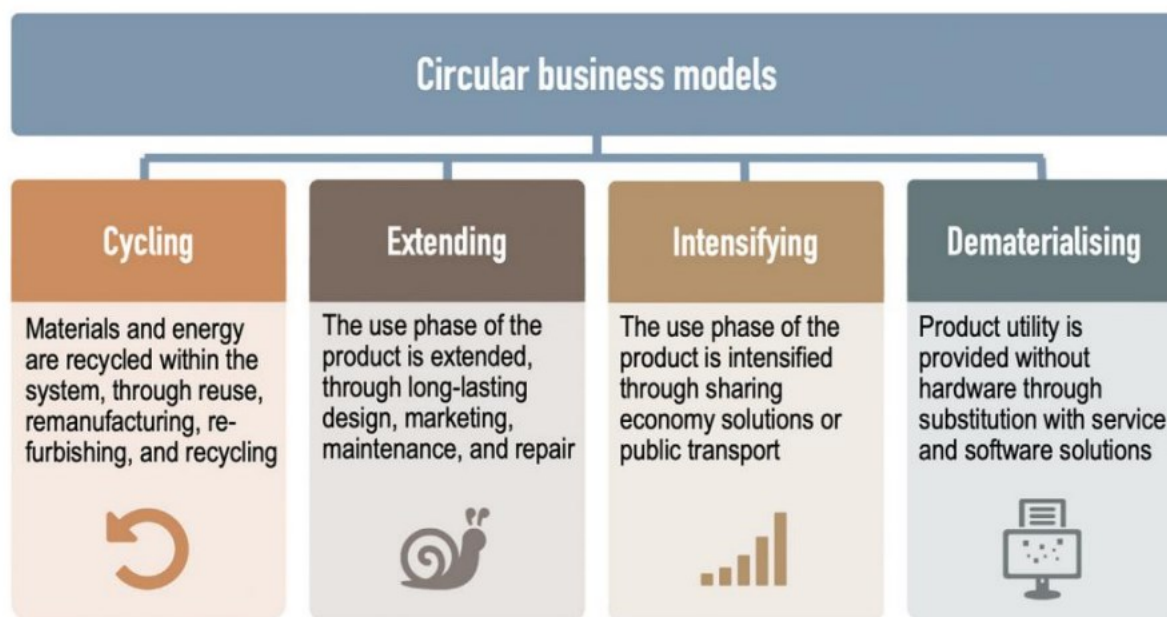 Circular business models
Cycling
Materials and energy
are recycled within the
system, through reuse,
remanufacturing, re-
furbishing, and recycling
Extending
The use phase of the
product is extended,
through long-lasting
design, marketing,
maintenance, and repair
Intensifying
The use phase of the
product is intensified
through sharing
economy solutions or
public transport
Dematerialising
Product utility is
provided without
hardware through
substitution with service
and software solutions